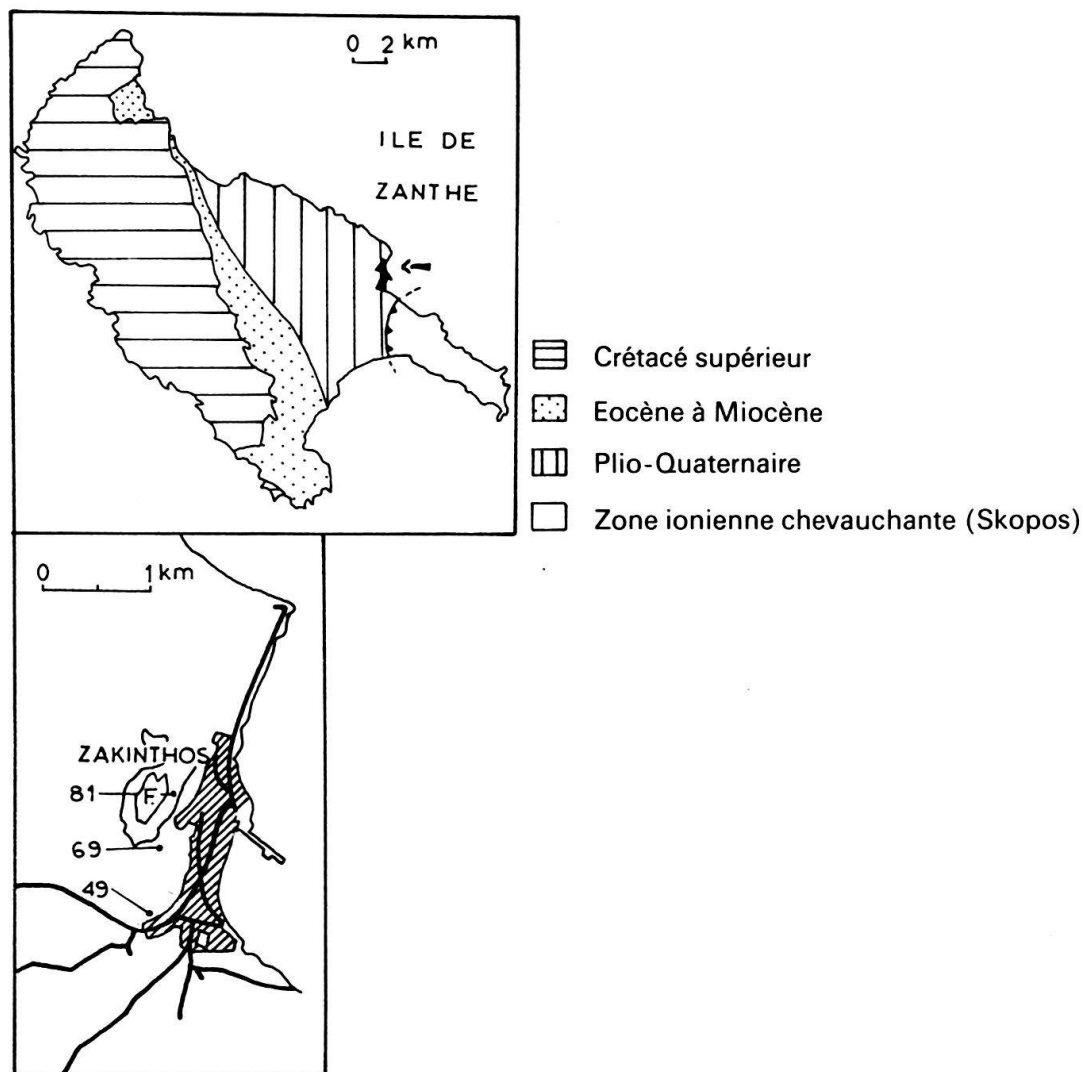 0 2 km
ILE DE
ZANTHE
Crétacé supérieur
Eocène à Miocène
Plio-Quaternaire
Zone ionienne chevauchante (Skopos)
0 1 km
ZAKINTHOS
81 F.
69
49